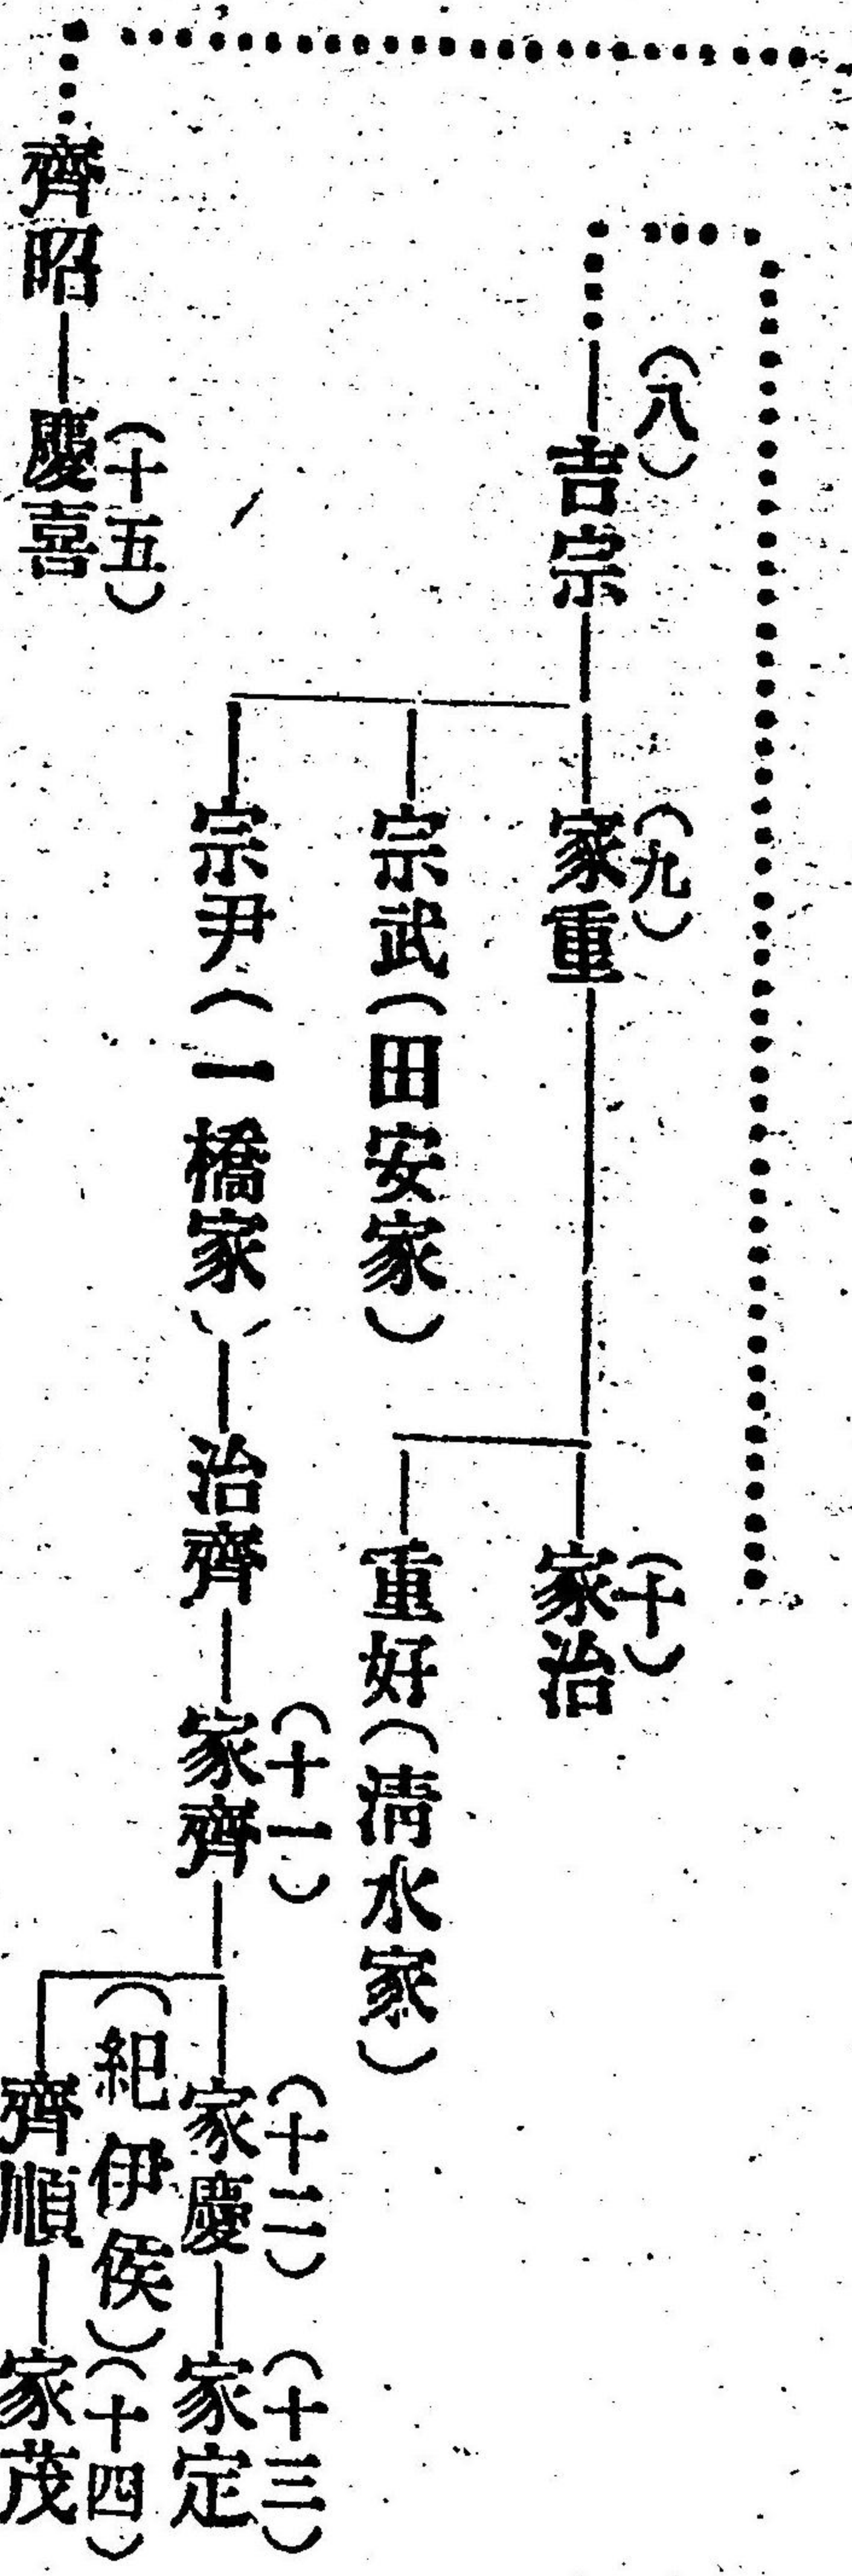 (八)
吉宗
(九)
家重
(十)
家治
重好(清水家)
宗武(田安家)
宗尹(一橋家)
治齊
(十一)
家齊
(十二)
家慶
(十三)
家定
(紀伊侯)
齊順
(十四)
家茂
齊昭
(十五)
慶喜